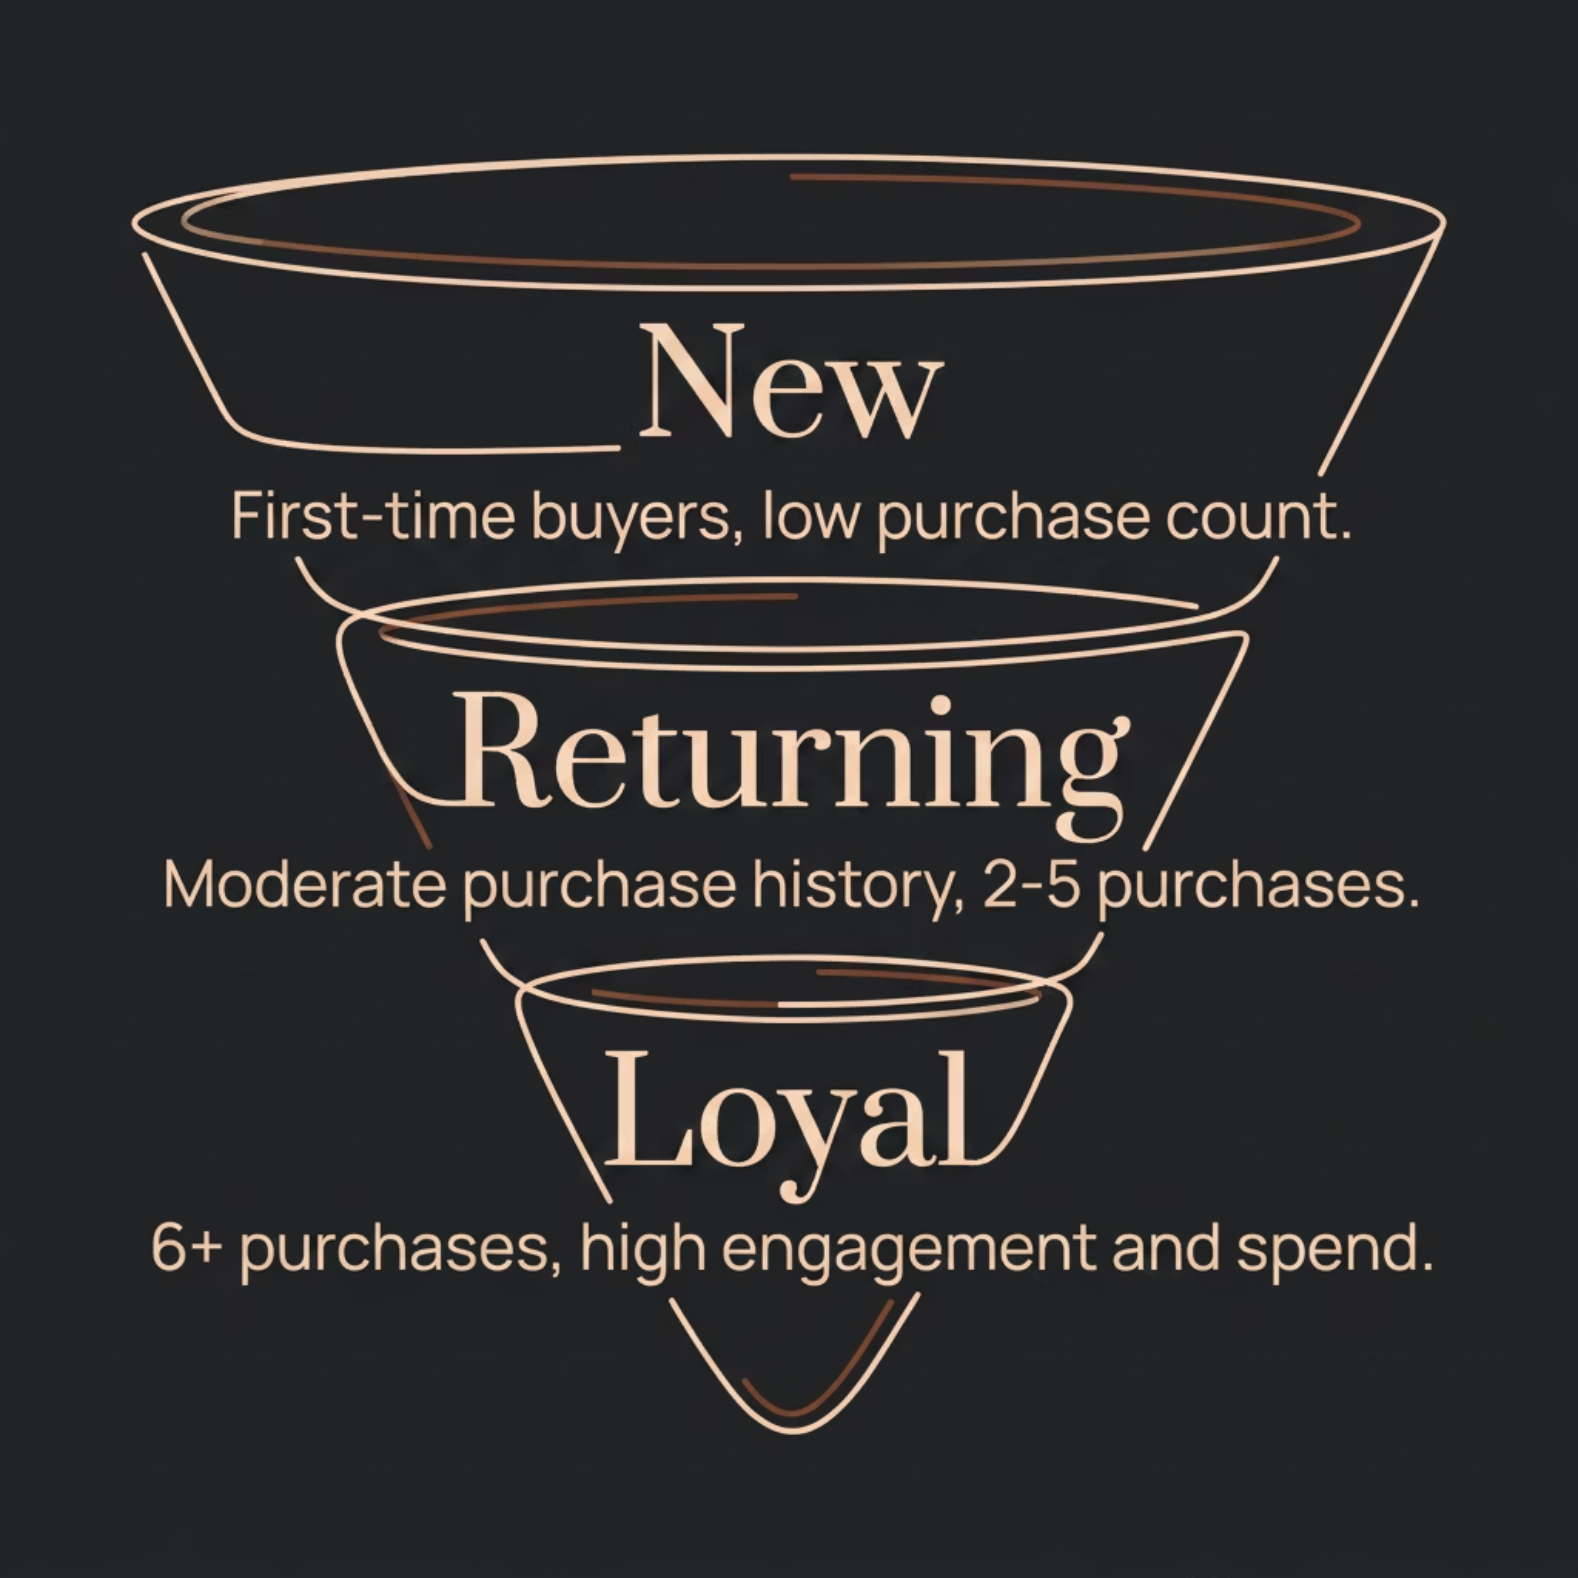 New
First-time buyers, low purchase count.
Returning
Moderate purchase history, 2-5 purchases.
Loyal
6+ purchases, high engagement and spend.